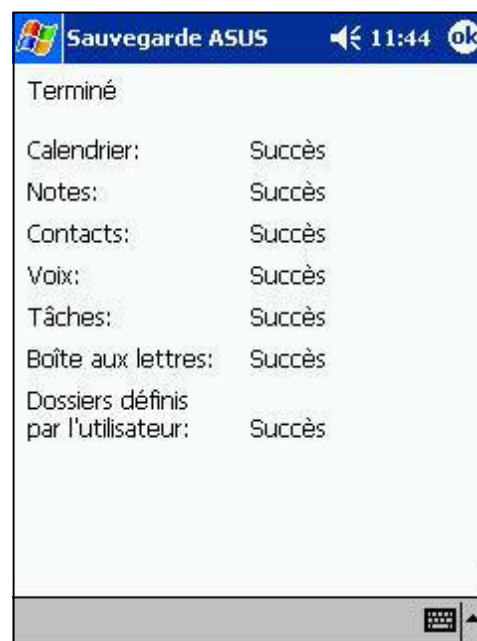 Sauvegarde ASUS 11:44 ok
Terminé
Calendrier: Succès
Notes: Succès
Contacts: Succès
Voix: Succès
Tâches: Succès
Boîte aux lettres: Succès
Dossiers définis
par l'utilisateur: Succès